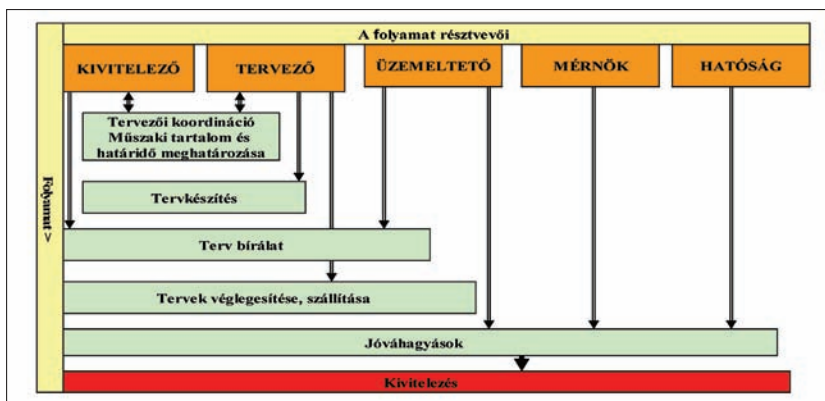 A folyamat résztvevői
KIVITELEZŐ
TERVEZŐ
ÜZEMELTETŐ
MÉRNÖK
HATÓSÁG
Folyamat >
Tervezői koordináció
Műszaki tartalom és
határidő meghatározása
Tervkészítés
Terv bírálat
Tervek véglegesítése, szállítása
Jóváhagyások
Kivitelezés